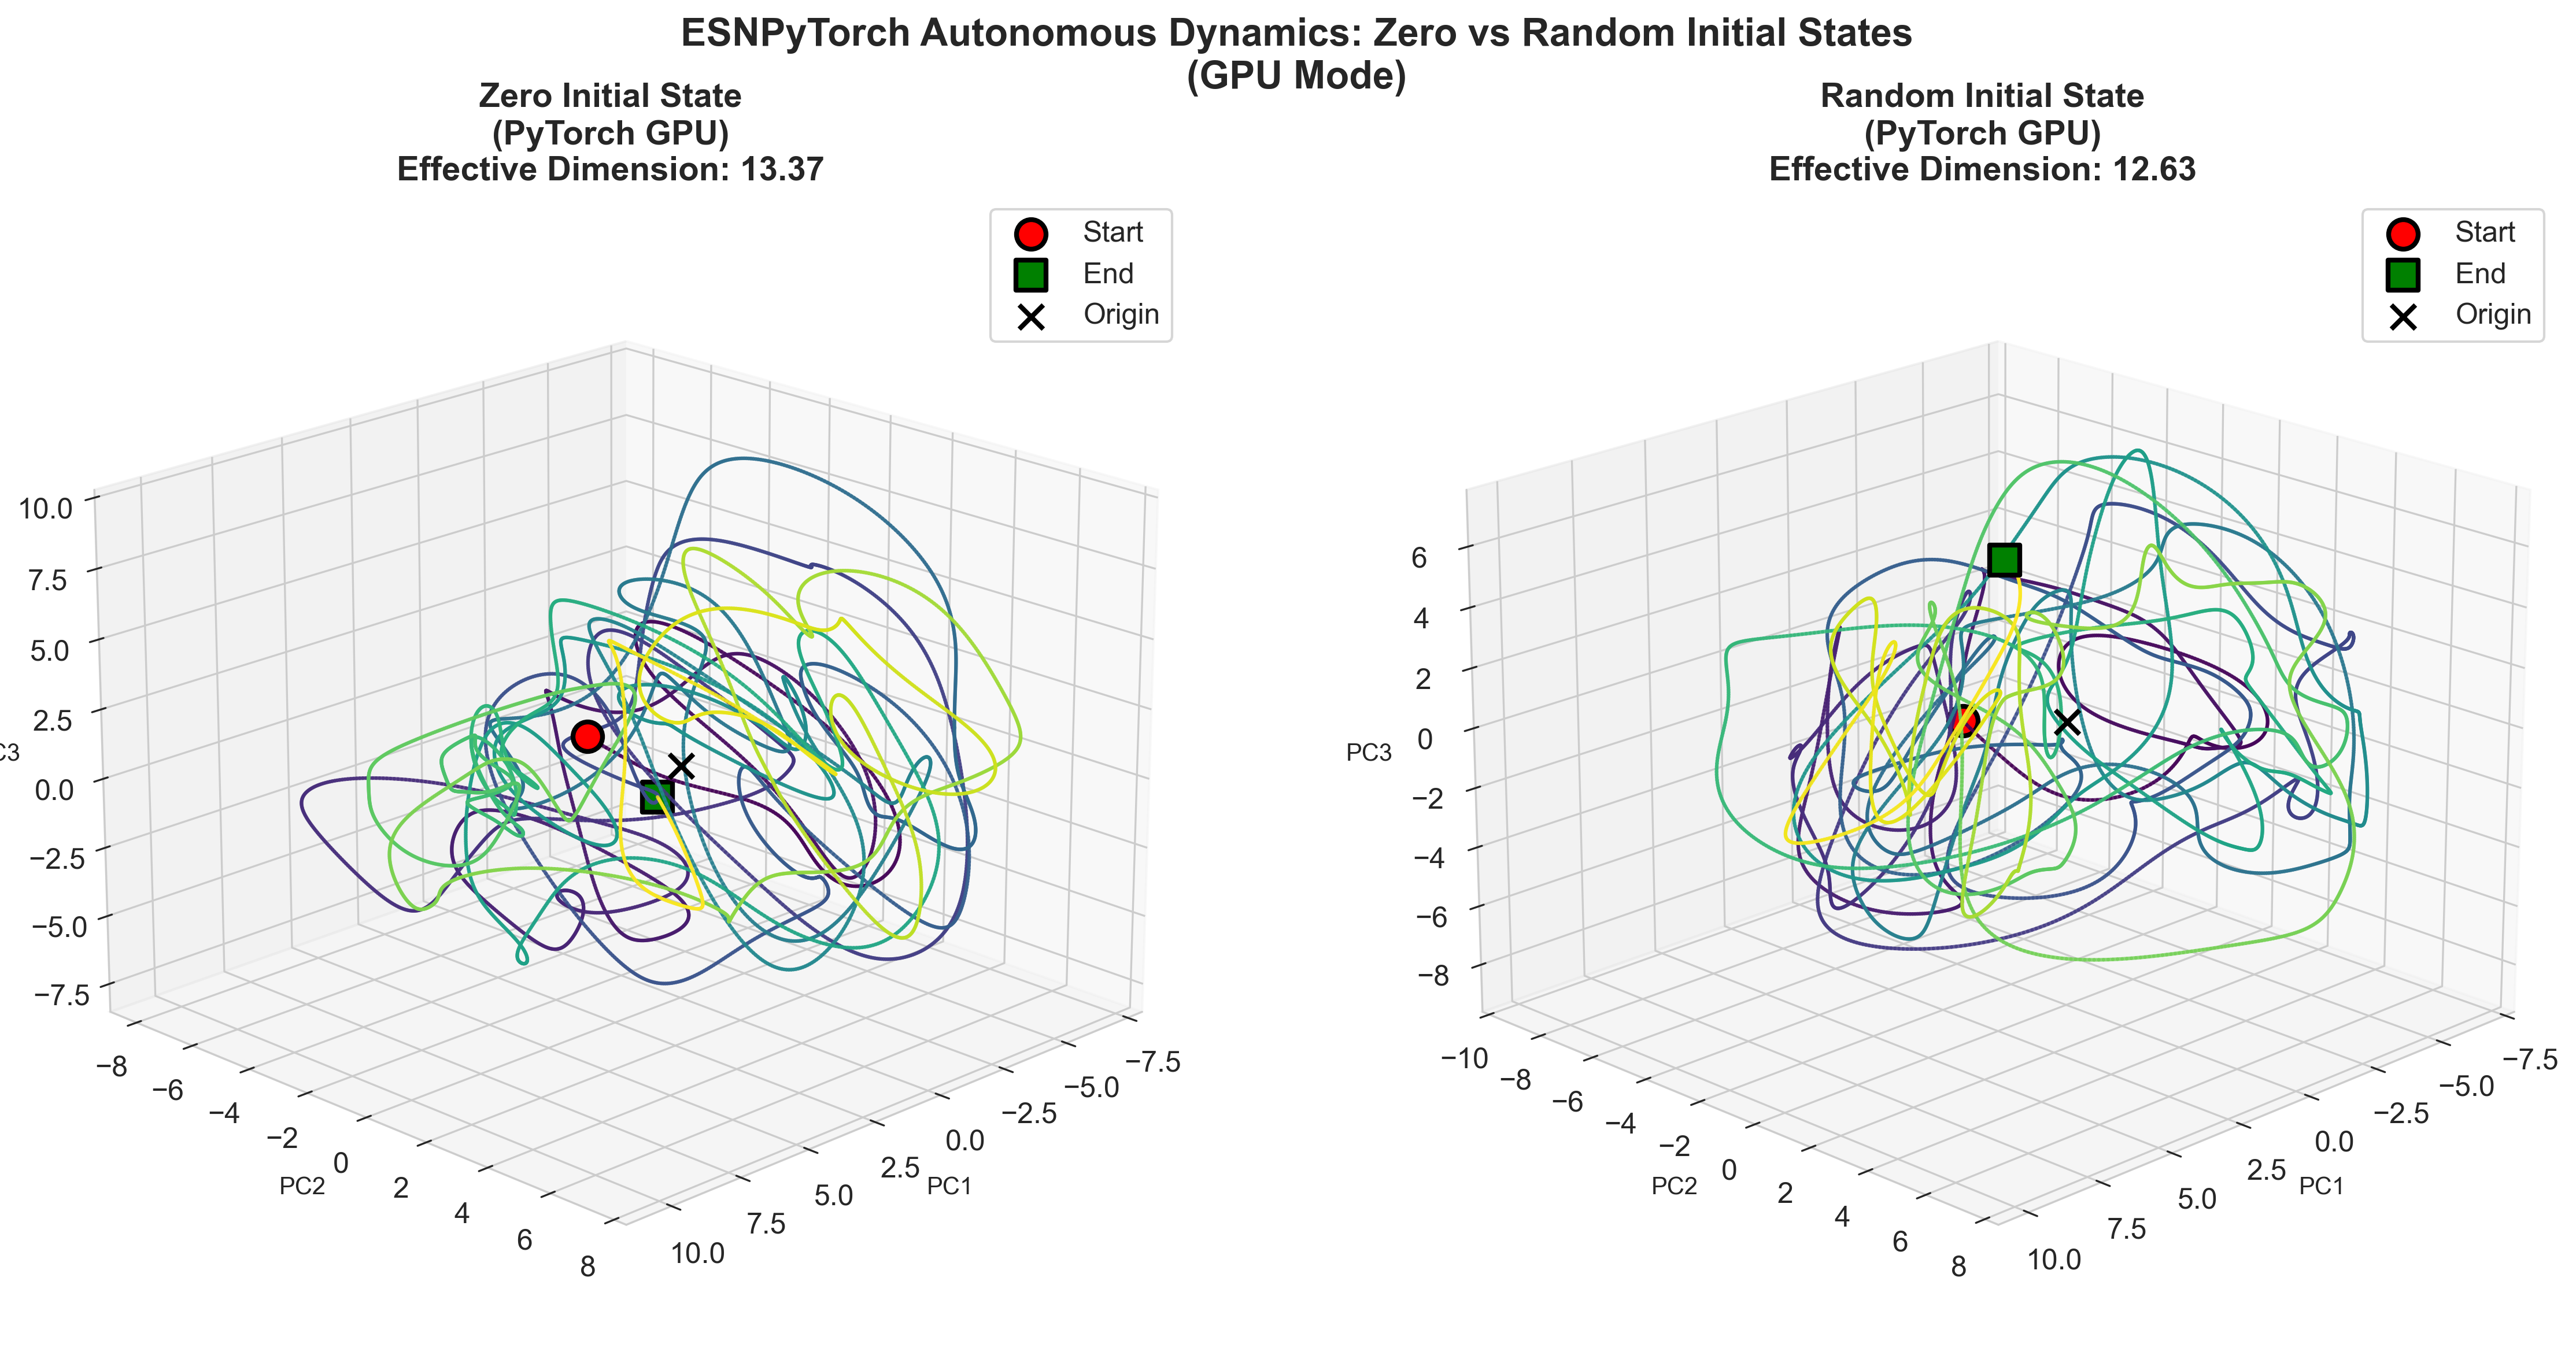 ESNPyTorch Autonomous Dynamics: Zero vs Random Initial States
(GPU Mode)
Zero Initial State
(PyTorch GPU)
Effective Dimension: 13.37
Start
End
Origin
10.0
7.5
5.0
2.5
0.0
−2.5
−5.0
−7.5
C3
−8
−6
−4
−2
0
2
4
6
8
PC2
10.0
7.5
5.0
2.5
0.0
−2.5
−5.0
−7.5
PC1
Random Initial State
(PyTorch GPU)
Effective Dimension: 12.63
Start
End
Origin
6
4
2
0
−2
−4
−6
−8
PC3
−10
−8
−6
−4
−2
0
2
4
6
8
PC2
10.0
7.5
5.0
2.5
0.0
−2.5
−5.0
−7.5
PC1